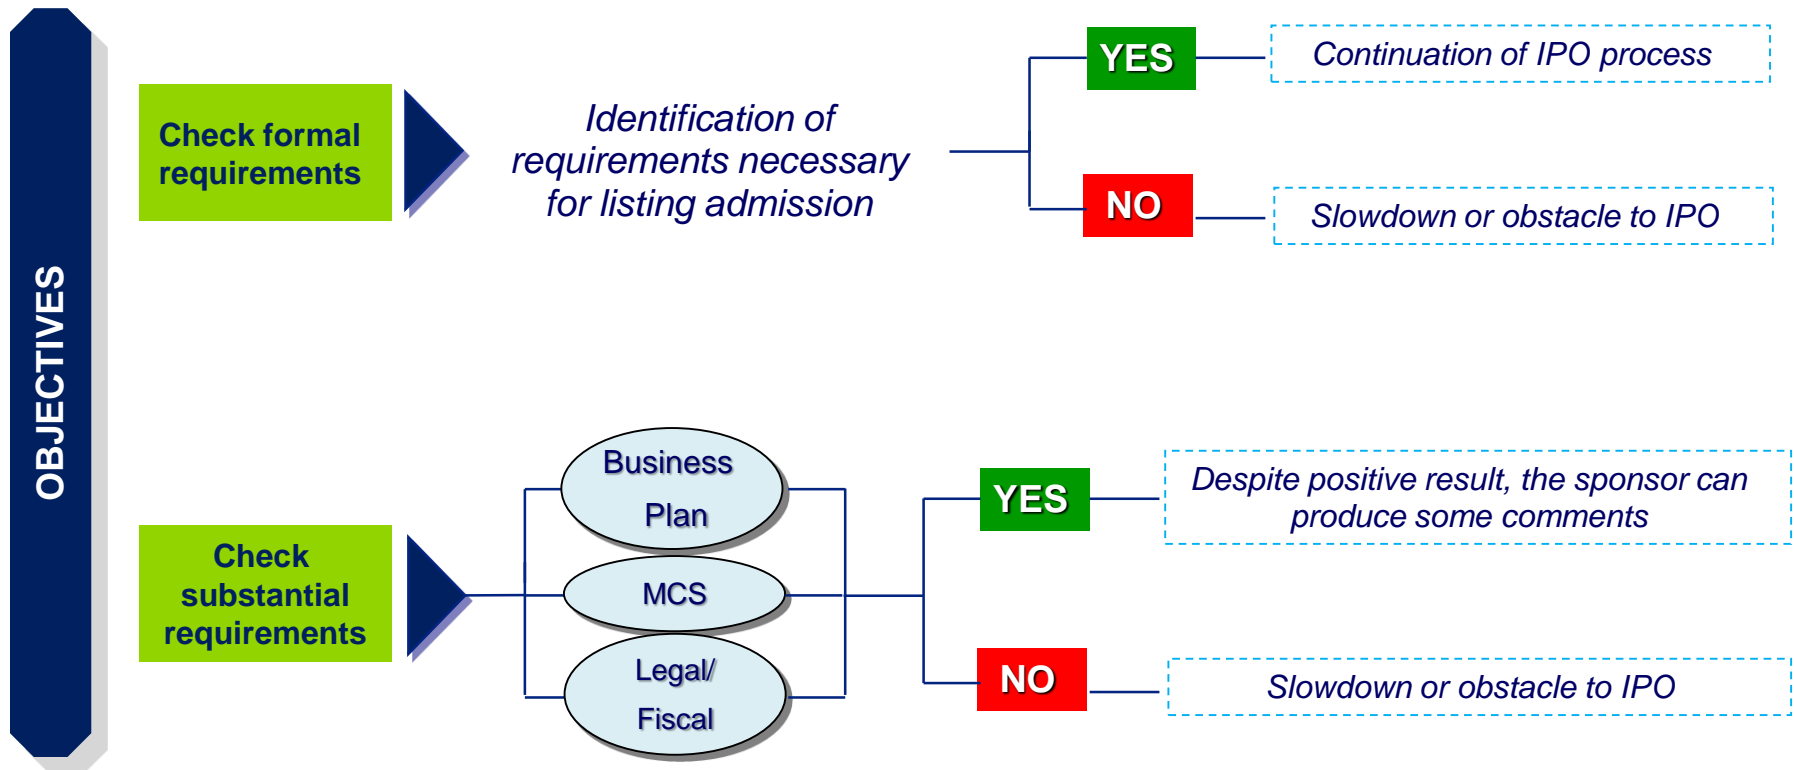 OBJECTIVES
Check formal
requirements
Identification of
requirements necessary
for listing admission
YES
Continuation of IPO process
NO
Slowdown or obstacle to IPO
Check
substantial
requirements
Business
Plan
MCS
Legal/
Fiscal
YES
Despite positive result, the sponsor can
produce some comments
NO
Slowdown or obstacle to IPO